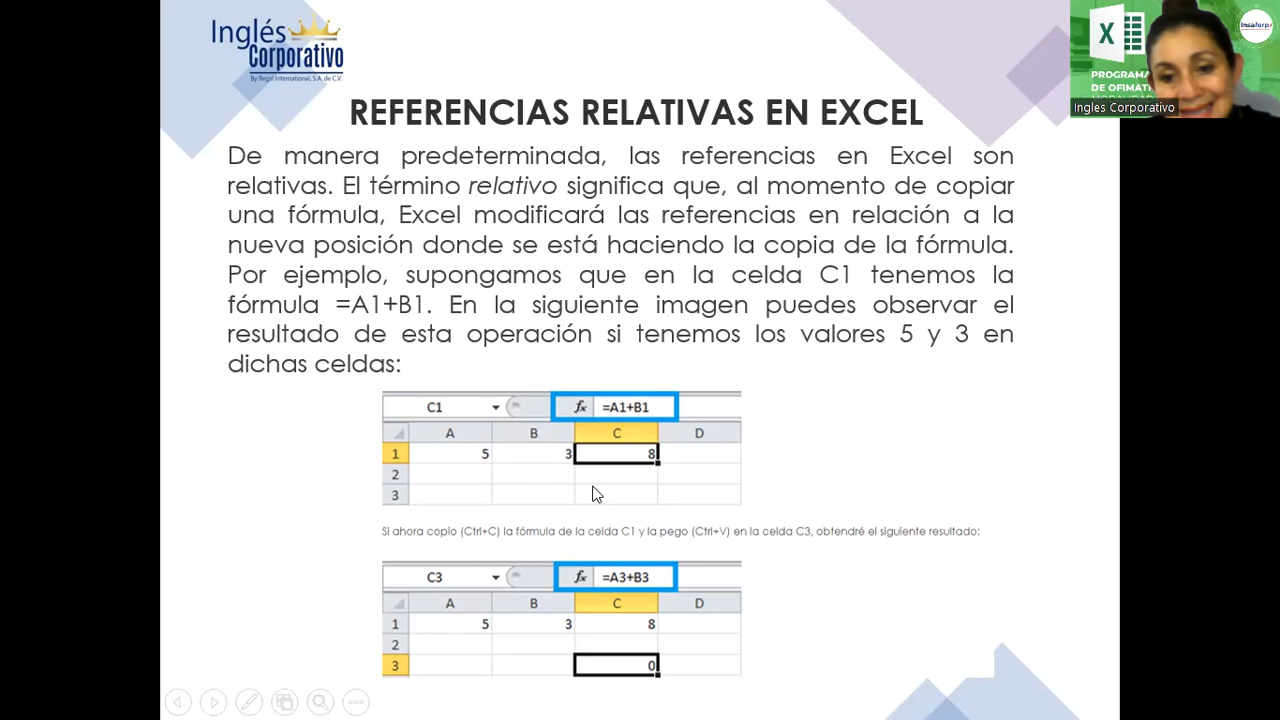 Inglés
Corporativo
By Regal International, S.A. de C.V.
X
PROGRAMA
DE OFIMATI
Insaforp
Ingles Corporativo
REFERENCIAS RELATIVAS EN EXCEL
De manera predeterminada, las referencias en Excel son
relativas. El término relativo significa que, al momento de copiar
una fórmula, Excel modificará las referencias en relación a la
nueva posición donde se está haciendo la copia de la fórmula.
Por ejemplo, supongamos que en la celda C1 tenemos la
fórmula =A1+B1. En la siguiente imagen puedes observar el
resultado de esta operación si tenemos los valores 5 y 3 en
dichas celdas:
C1 fx =A1+B1
A B C D
1 5 3 8
2
3
Si ahora copio (Ctrl+C) la fórmula de la celda C1 y la pego (Ctrl+V) en la celda C3, obtendré el siguiente resultado:
C3 fx =A3+B3
A B C D
1 5 3 8
2
3 0